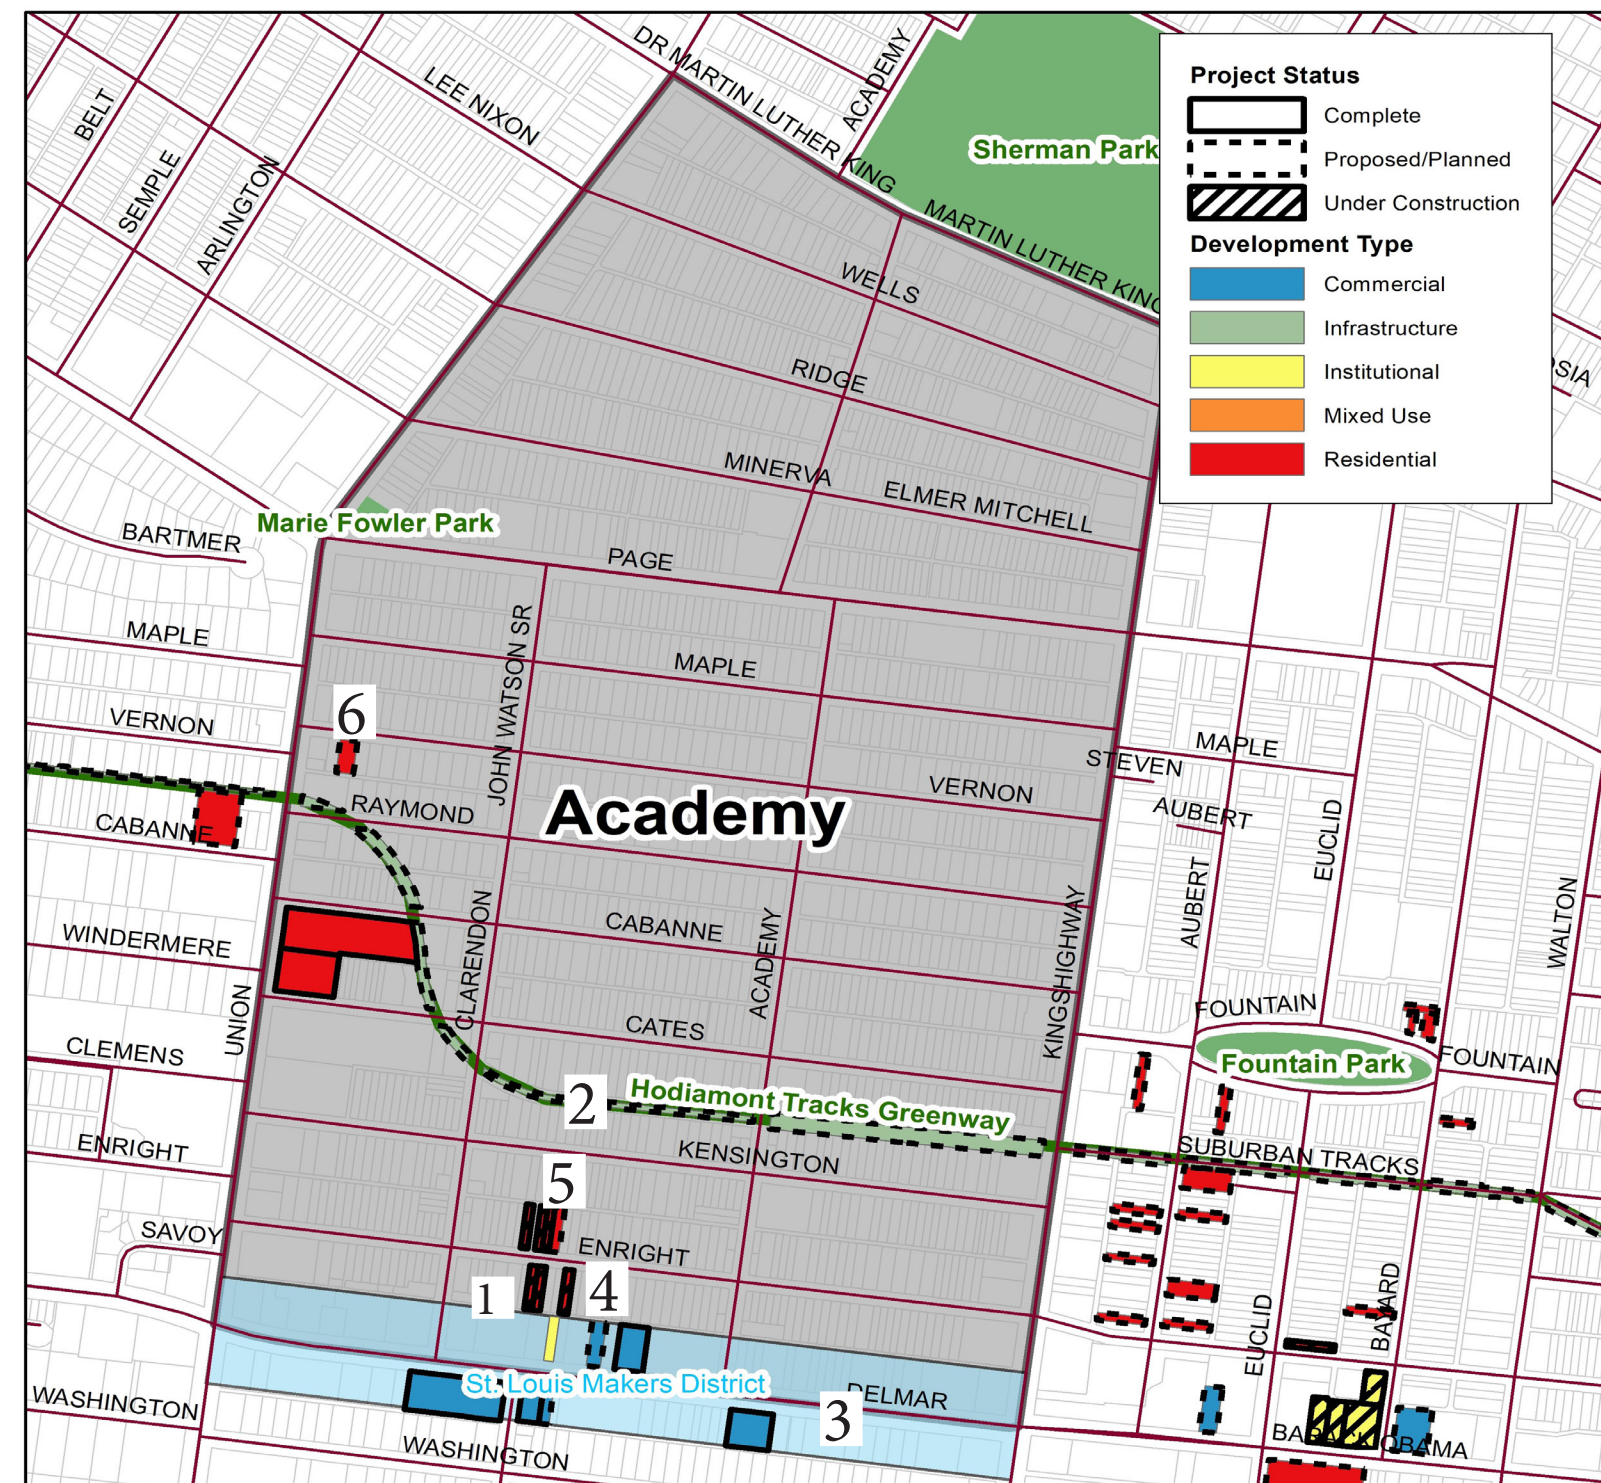 DR MARTIN LUTHER KING
ACADEMY
LEE NIXON
BELT
SEMPLE
ARLINGTON
Sherman Park
MARTIN LUTHER KING
Project Status
Complete
Proposed/Planned
Under Construction
Development Type
Commercial
Infrastructure
Institutional
Mixed Use
Residential
WELLS
RIDGE
MINERVA
ELMER MITCHELL
Marie Fowler Park
BARTMER
PAGE
MAPLE
JOHN WATSON SR
MAPLE
VERNON
6
STEVEN
MAPLE
VERNON
RAYMOND
Academy
AUBERT
EUCLID
CABANNE
AUBERT
WALTON
CLARENDON
CABANNE
ACADEMY
KINGSHIGHWAY
WINDERMERE
UNION
CATES
FOUNTAIN
CLEMENS
Fountain Park
FOUNTAIN
2
Hodiamont Tracks Greenway
ENRIGHT
KENSINGTON
SUBURBAN TRACKS
5
SAVOY
ENRIGHT
1
4
EUCLID
BAYARD
St. Louis Makers District
DELMAR
3
WASHINGTON
WASHINGTON
BARACK OBAMA